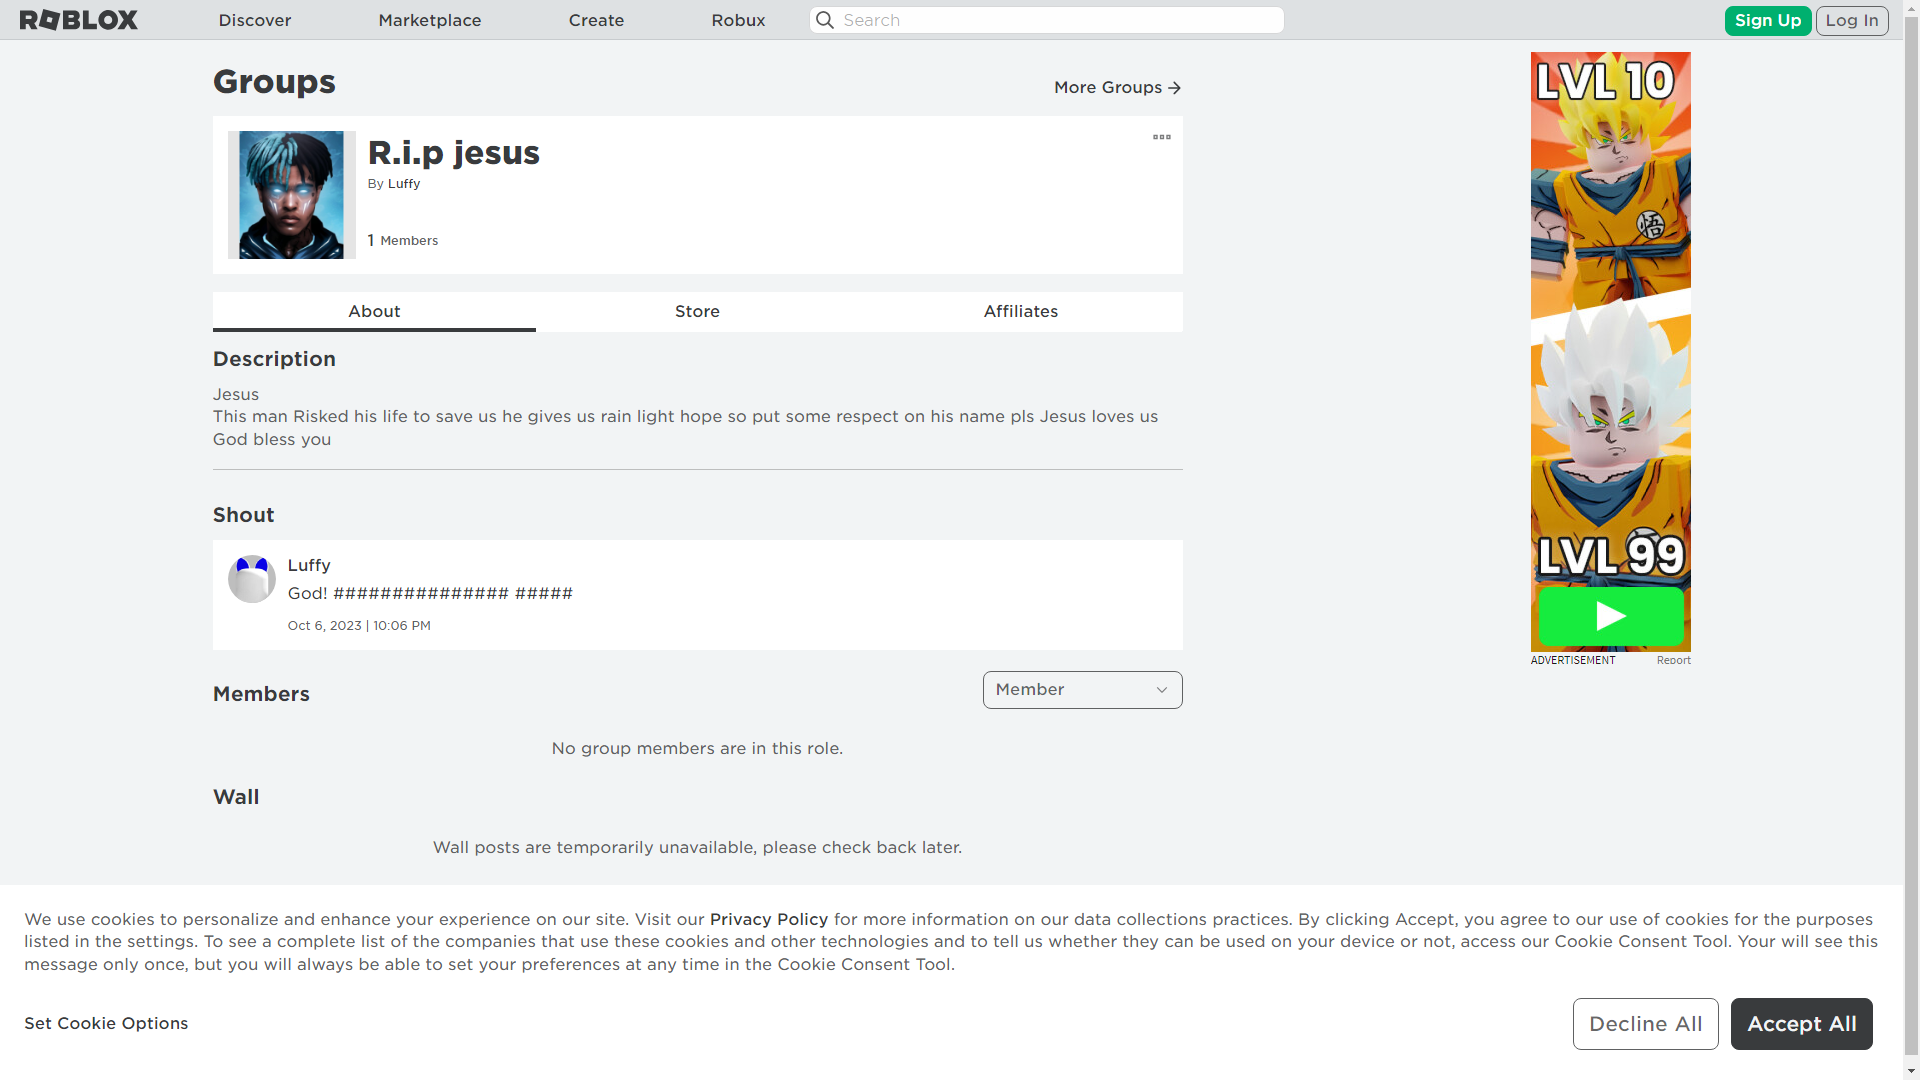 ROBLOX
Discover
Marketplace
Create
Robux
Search
Sign Up
Log In
Groups
More Groups
R.i.p jesus
By Luffy
1 Members
About
Store
Affiliates
Description
Jesus
This man Risked his life to save us he gives us rain light hope so put some respect on his name pls Jesus loves us
God bless you
Shout
Luffy
God! ############### #####
Oct 6, 2023 | 10:06 PM
Members
Member
No group members are in this role.
Wall
Wall posts are temporarily unavailable, please check back later.
LVL 10
悟
LVL 99
ADVERTISEMENT
Report
We use cookies to personalize and enhance your experience on our site. Visit our Privacy Policy for more information on our data collections practices. By clicking Accept, you agree to our use of cookies for the purposes
listed in the settings. To see a complete list of the companies that use these cookies and other technologies and to tell us whether they can be used on your device or not, access our Cookie Consent Tool. Your will see this
message only once, but you will always be able to set your preferences at any time in the Cookie Consent Tool.
Set Cookie Options
Decline All
Accept All